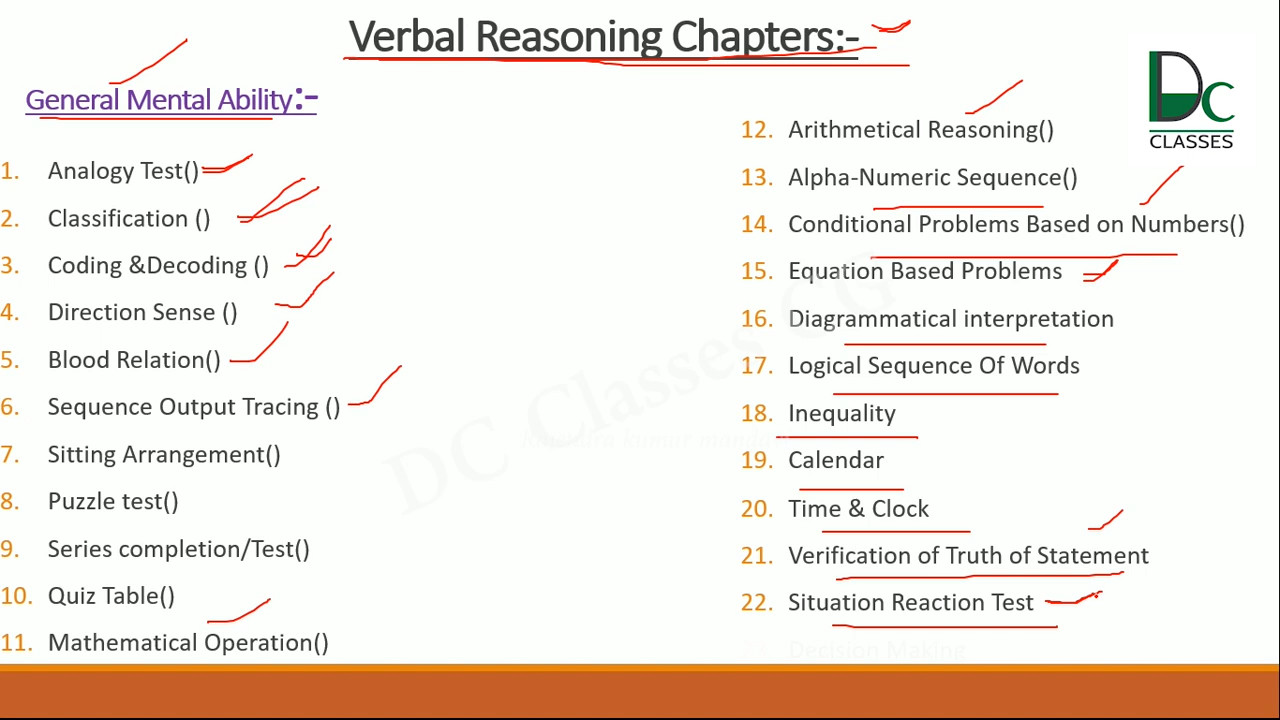 Verbal Reasoning Chapters:-
General Mental Ability:-
1. Analogy Test()
2. Classification ()
3. Coding &Decoding ()
4. Direction Sense ()
5. Blood Relation()
6. Sequence Output Tracing ()
7. Sitting Arrangement()
8. Puzzle test()
9. Series completion/Test()
10. Quiz Table()
11. Mathematical Operation()
12. Arithmetical Reasoning()
13. Alpha-Numeric Sequence()
14. Conditional Problems Based on Numbers()
15. Equation Based Problems
16. Diagrammatical interpretation
17. Logical Sequence Of Words
18. Inequality
19. Calendar
20. Time & Clock
21. Verification of Truth of Statement
22. Situation Reaction Test
Decision Making
DC
CLASSES
DC Classes CG
Rajendra kumar